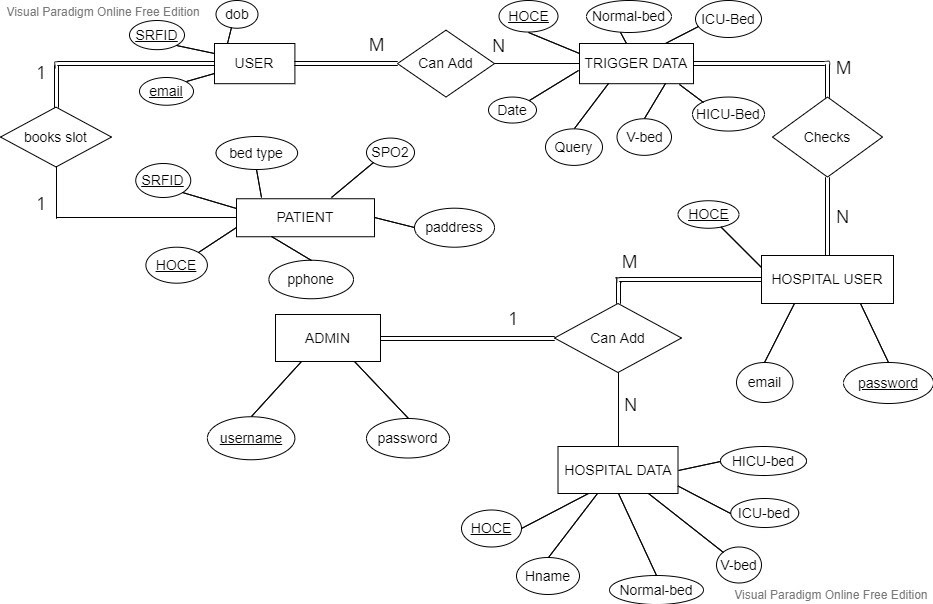 Visual Paradigm Online Free Edition
dob
HOCE
Normal-bed
ICU-Bed
SRFID
M
N
USER
Can Add
TRIGGER DATA
1
M
email
Date
HICU-Bed
books slot
Query
V-bed
Checks
bed type
SPO2
SRFID
1
PATIENT
HOCE
N
paddress
HOCE
pphone
M
HOSPITAL USER
1
ADMIN
Can Add
email
password
N
username
password
HICU-bed
HOSPITAL DATA
ICU-bed
HOCE
V-bed
Hname
Normal-bed
Visual Paradigm Online Free Edition